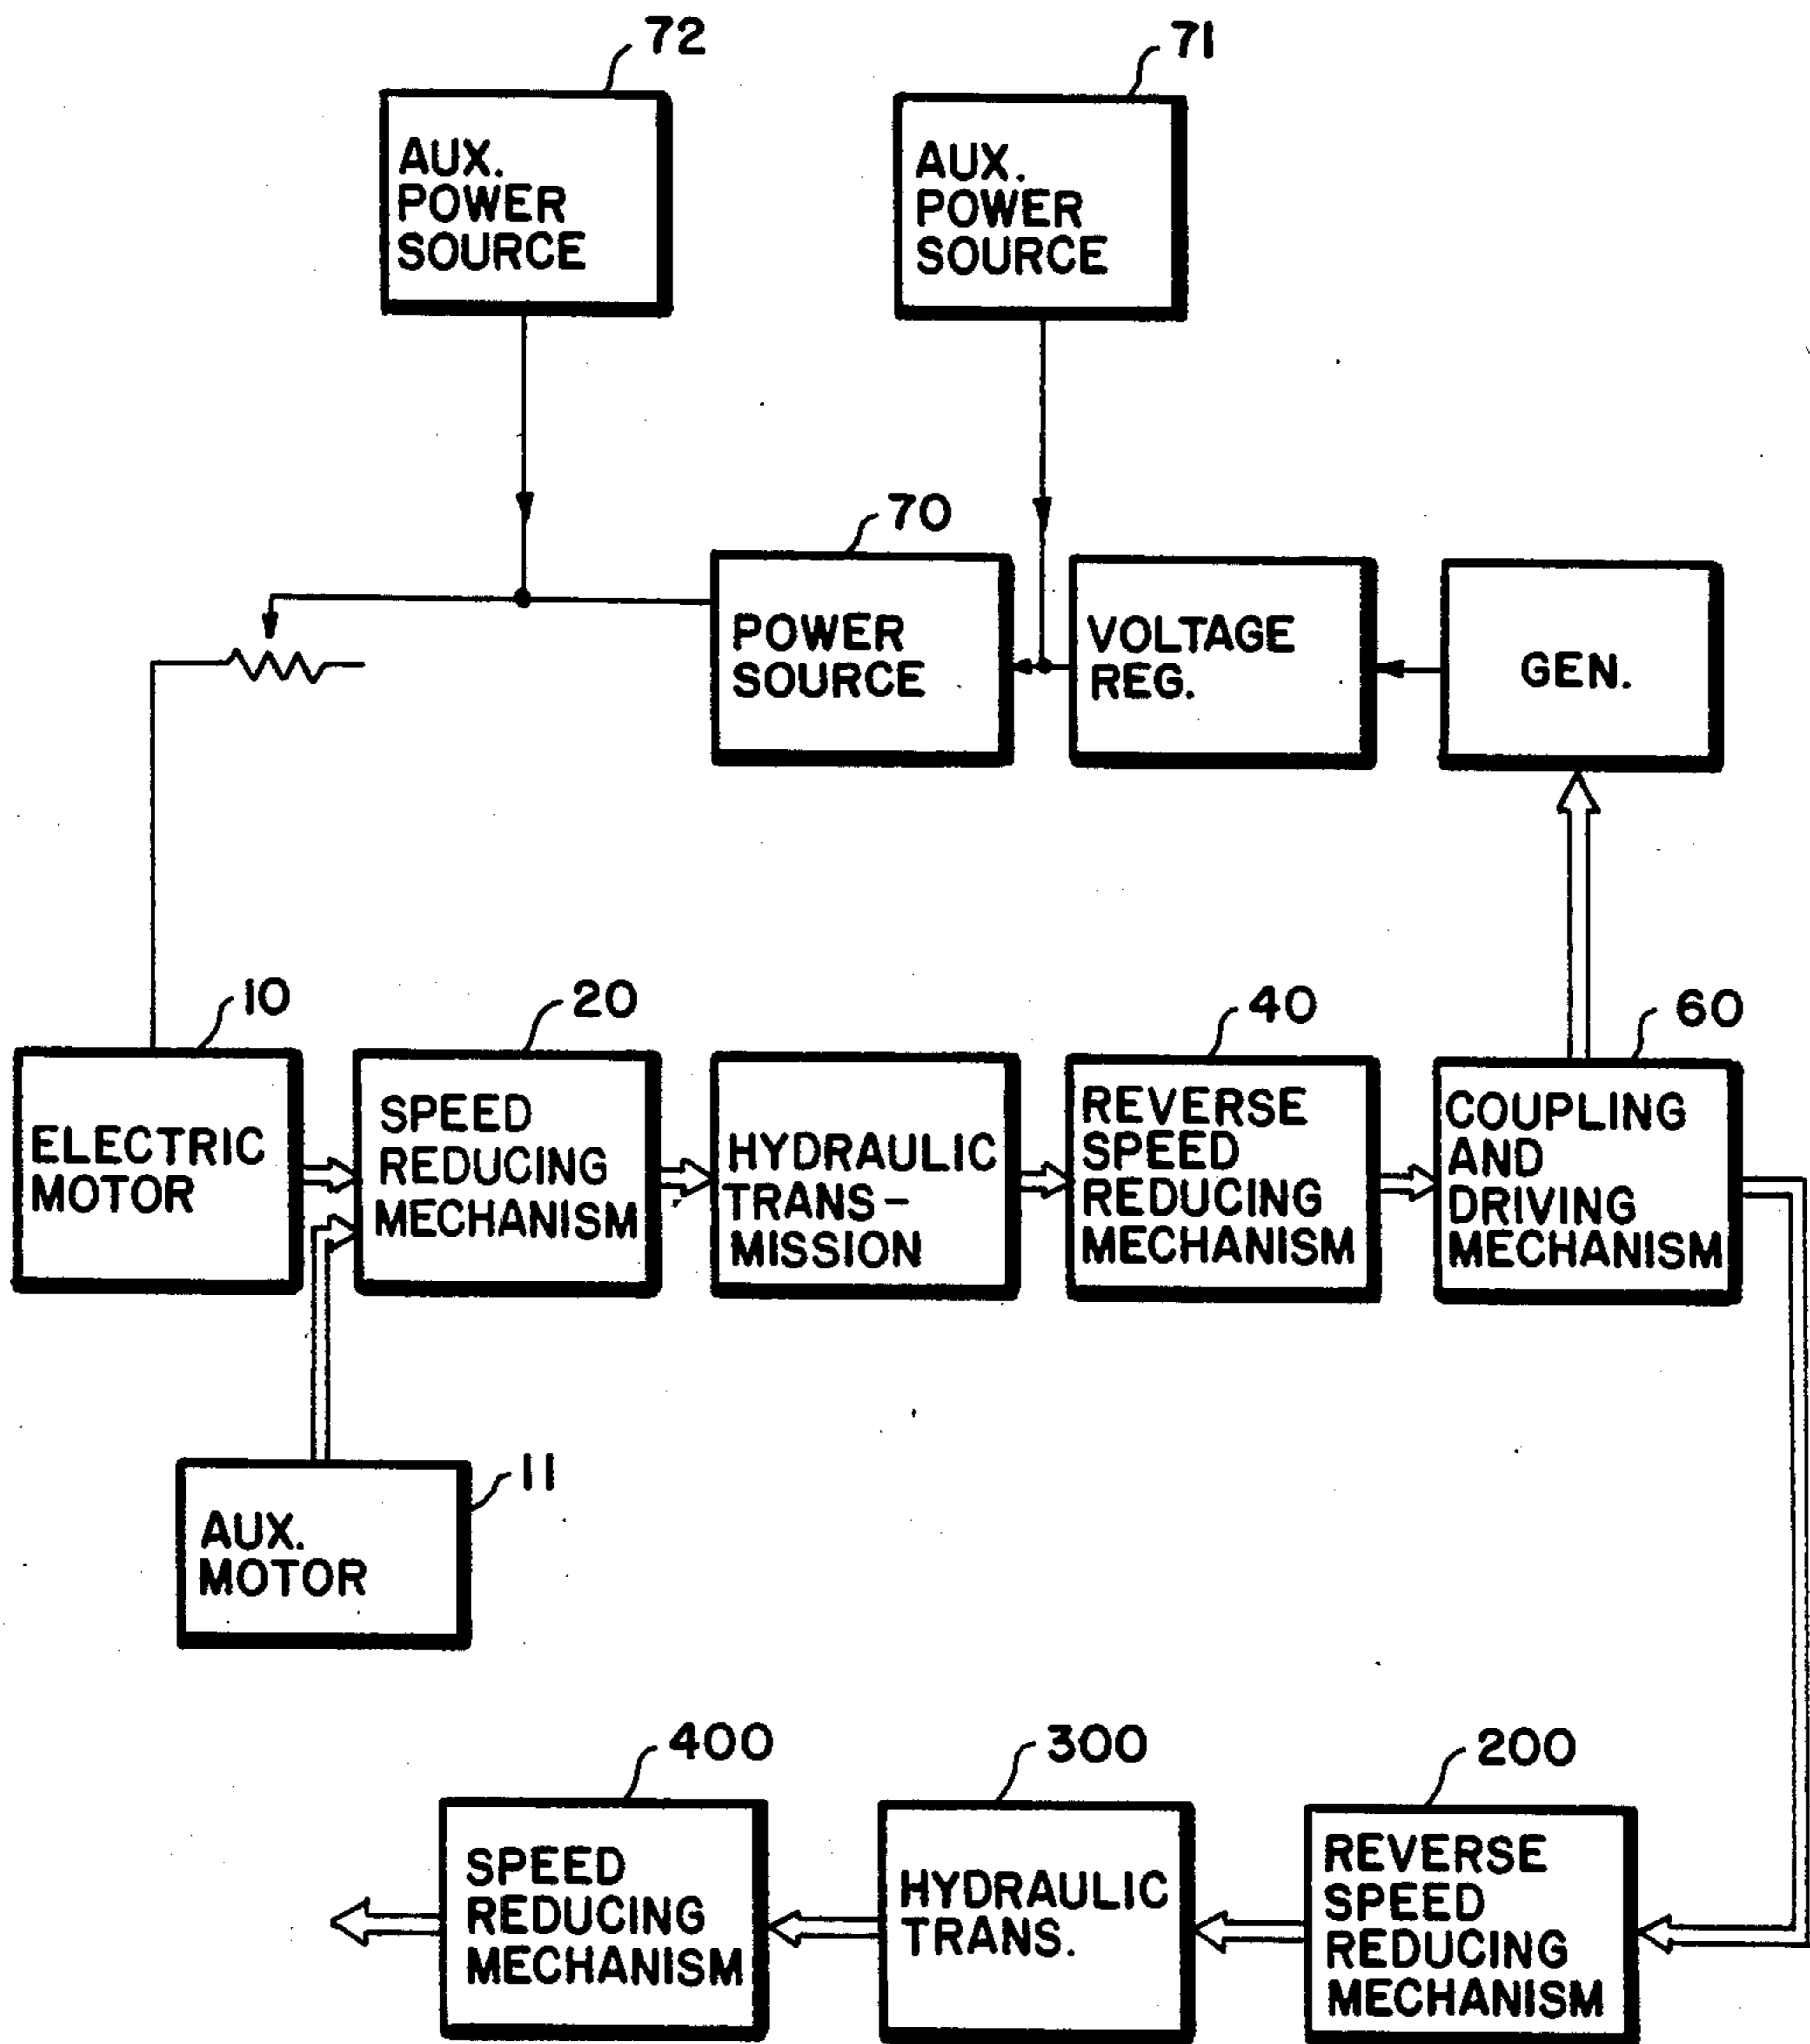 72
AUX.
POWER
SOURCE
71
AUX.
POWER
SOURCE
70
POWER
SOURCE
VOLTAGE
REG.
GEN.
10
ELECTRIC
MOTOR
20
SPEED
REDUCING
MECHANISM
HYDRAULIC
TRANS-
MISSION
40
REVERSE
SPEED
REDUCING
MECHANISM
60
COUPLING
AND
DRIVING
MECHANISM
11
AUX.
MOTOR
400
SPEED
REDUCING
MECHANISM
300
HYDRAULIC
TRANS.
200
REVERSE
SPEED
REDUCING
MECHANISM